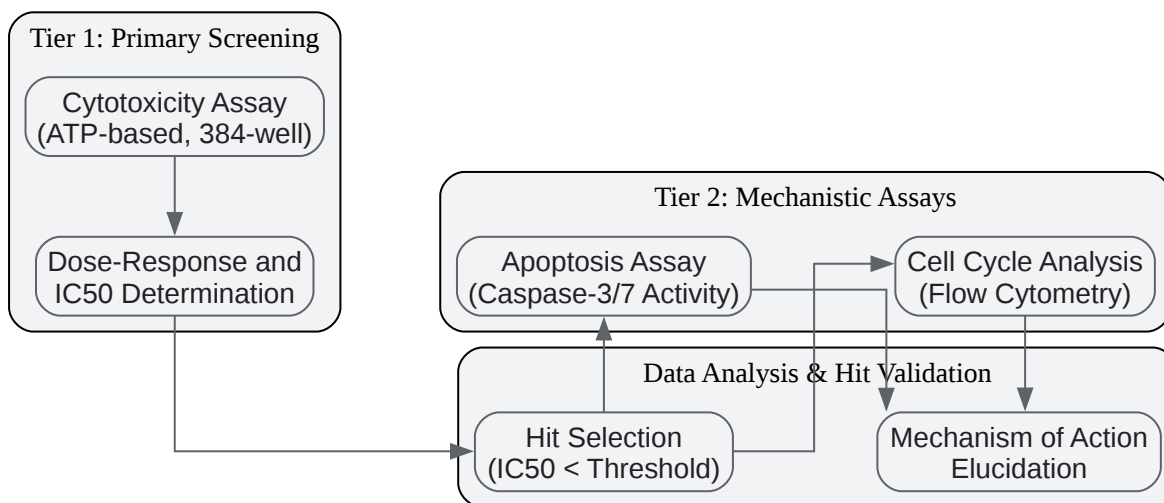 Tier 1: Primary Screening
Cytotoxicity Assay
(ATP-based, 384-well)
Dose-Response and
IC50 Determination
Tier 2: Mechanistic Assays
Apoptosis Assay
(Caspase-3/7 Activity)
Cell Cycle Analysis
(Flow Cytometry)
Data Analysis & Hit Validation
Hit Selection
(IC50 < Threshold)
Mechanism of Action
Elucidation